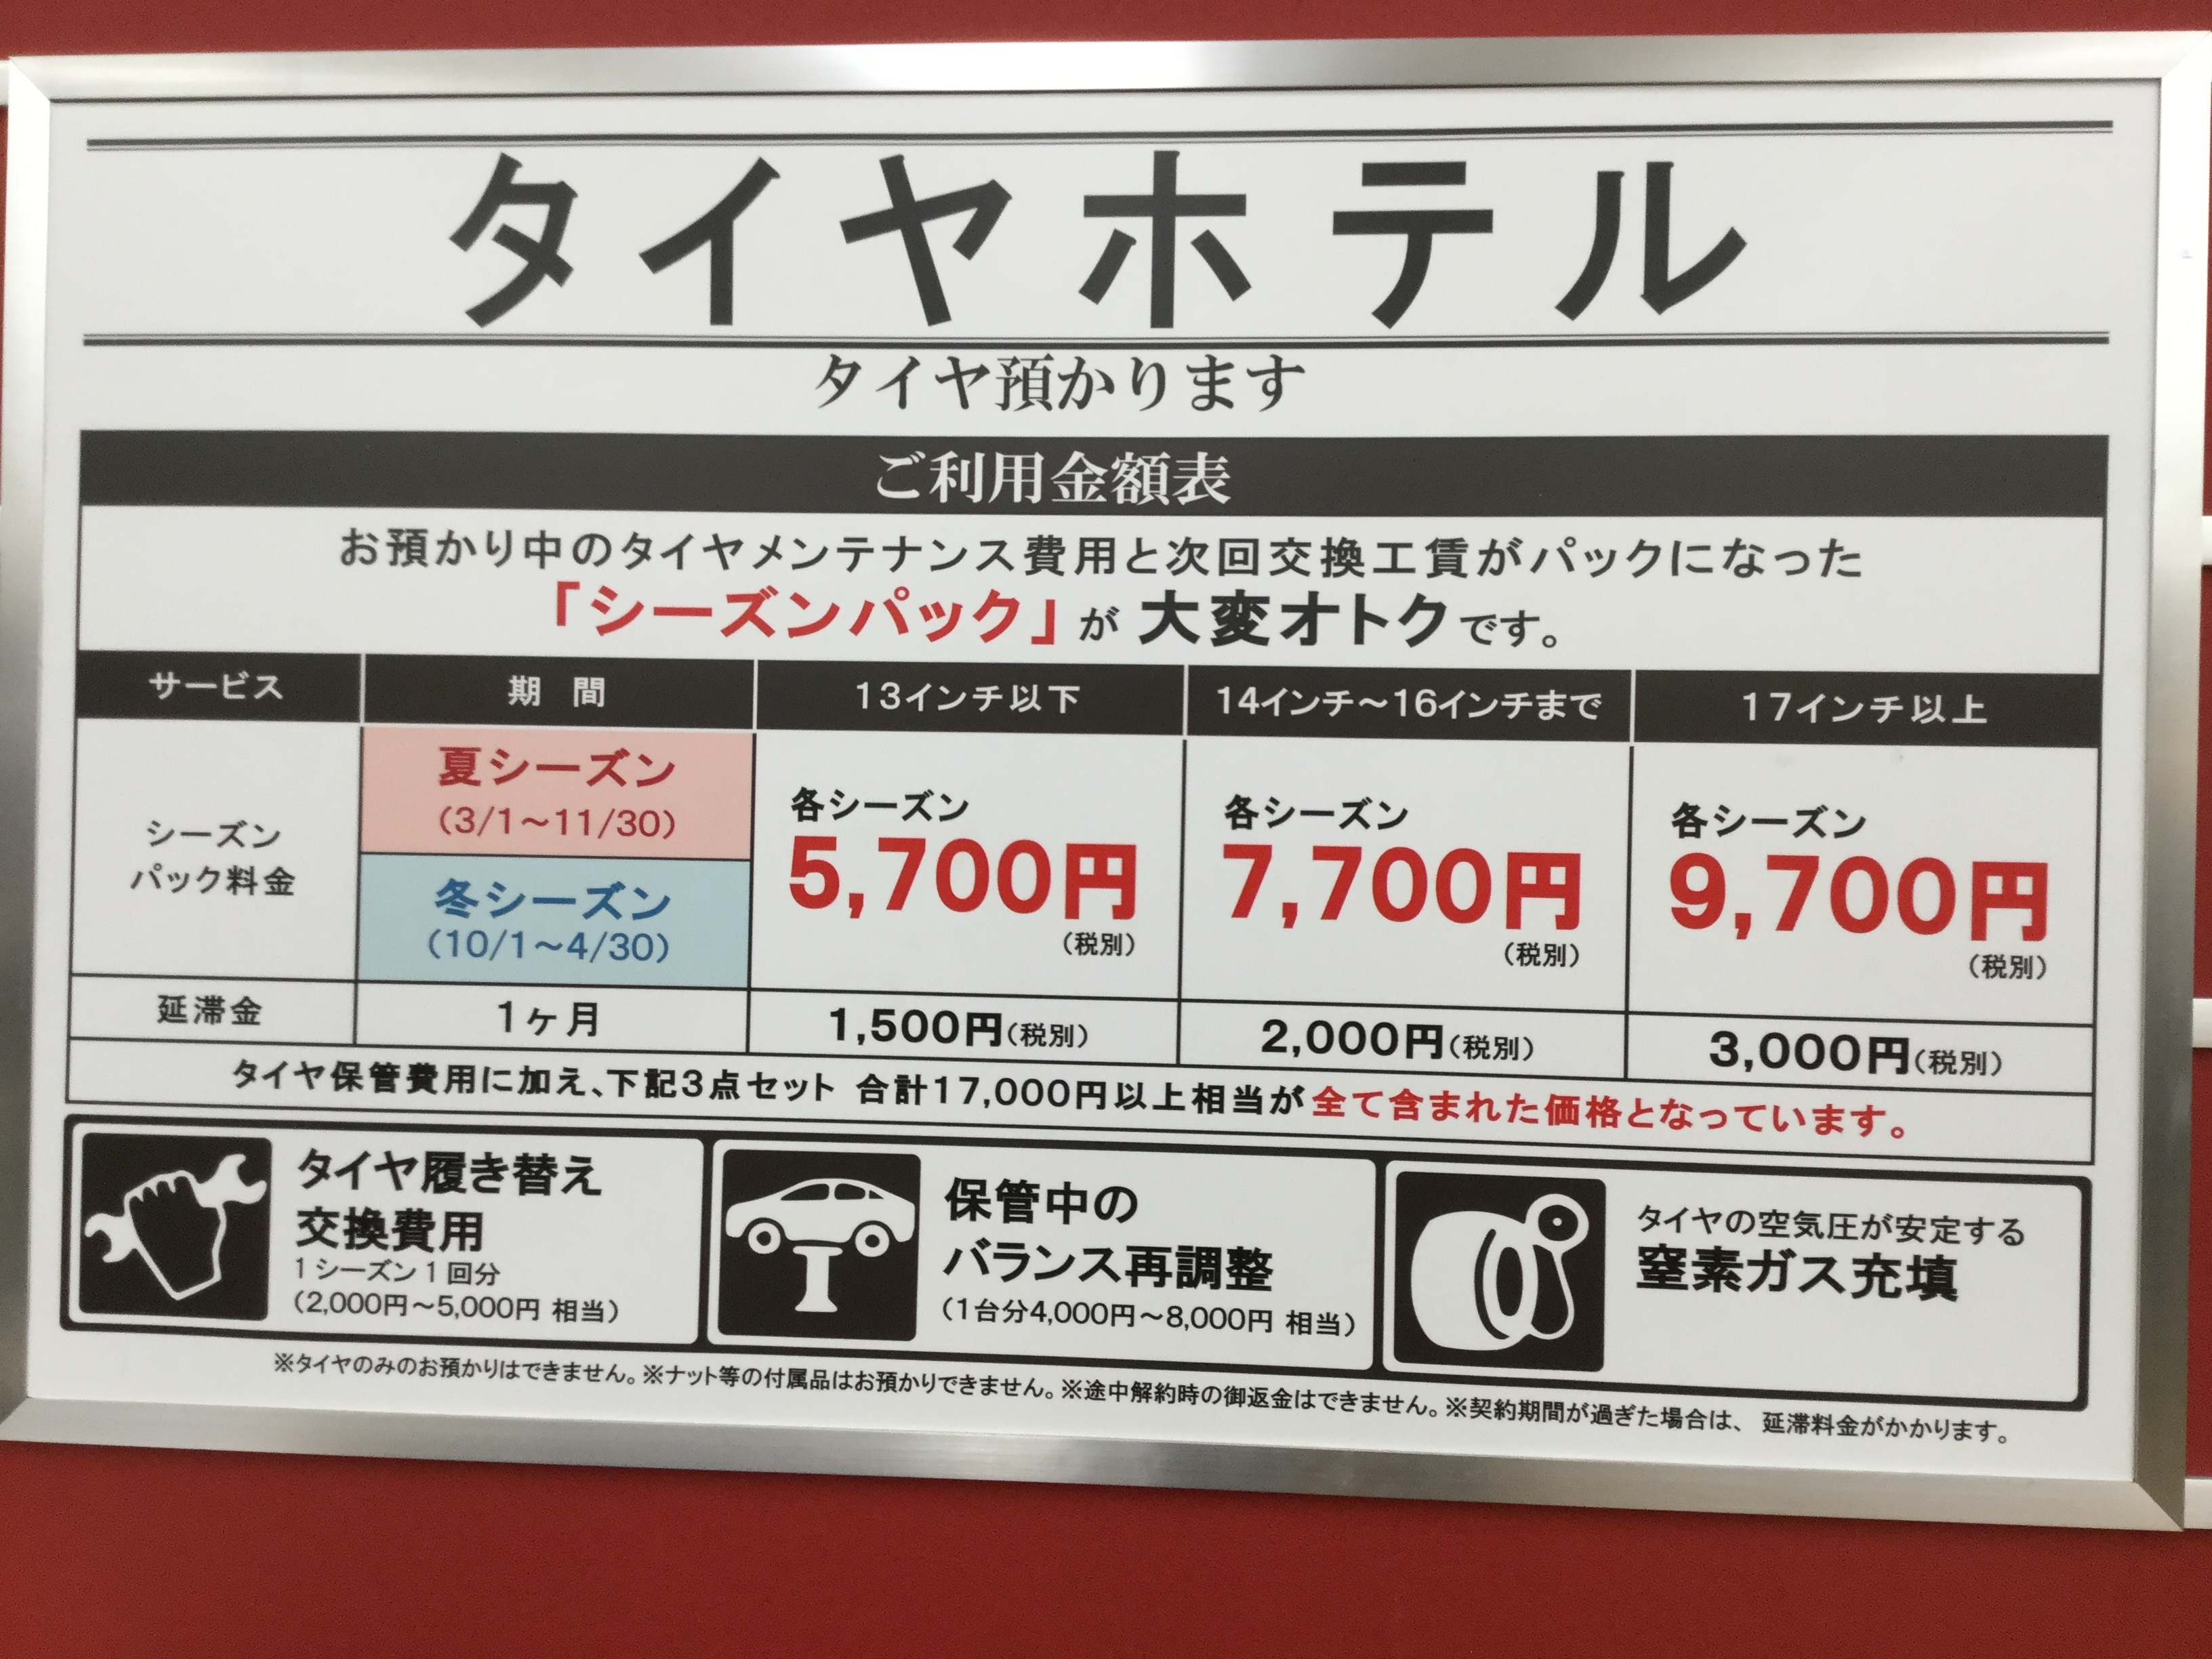 タイヤホテル
タイヤ預かります
ご利用金額表
お預かり中のタイヤメンテナンス費用と次回交換工賃がパックになった
「シーズンパック」が 大変オトクです。
サービス 期 間 13インチ以下 14インチ～16インチまで 17インチ以上
シーズン
パック料金
夏シーズン
(3/1～11/30)
冬シーズン
(10/1～4/30)
各シーズン
5,700円
(税別)
各シーズン
7,700円
(税別)
各シーズン
9,700円
(税別)
延滞金 1ヶ月 1,500円(税別) 2,000円(税別) 3,000円(税別)
タイヤ保管費用に加え、下記3点セット 合計17,000円以上相当が全て含まれた価格となっています。
タイヤ履き替え
交換費用
1シーズン1回分
(2,000円～5,000円 相当)
保管中の
バランス再調整
(1台分4,000円～8,000円 相当)
タイヤの空気圧が安定する
窒素ガス充填
※タイヤのみのお預かりはできません。※ナット等の付属品はお預かりできません。※途中解約時の御返金はできません。※契約期間が過ぎた場合は、 延滞料金がかかります。